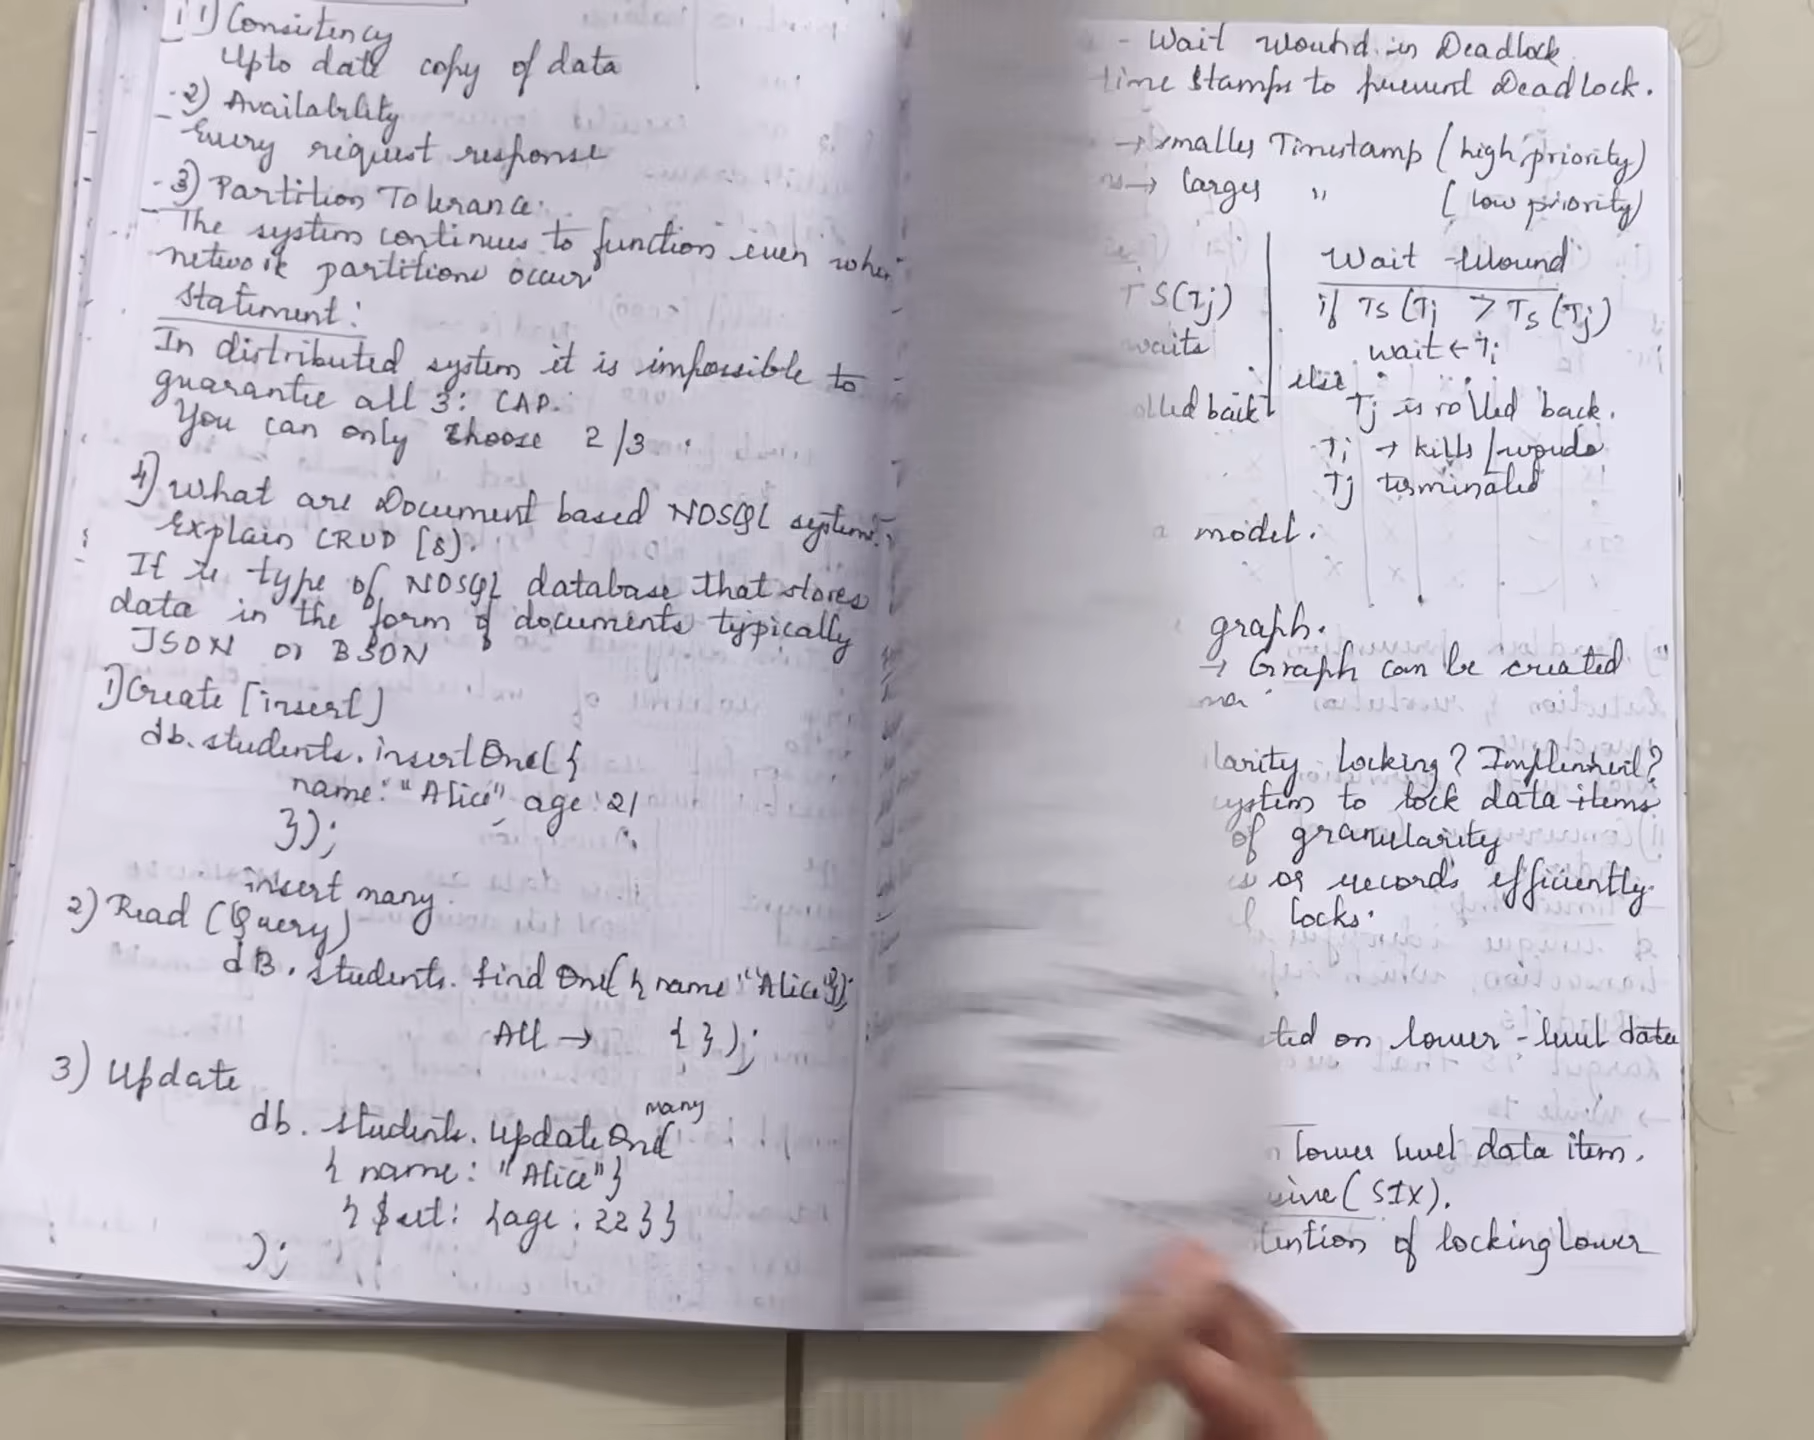 1) Consistency
Upto date copy of data
2) Availability
Every request response
3) Partition Tolerance
The system continues to function even when
network partitions occur
Statement:
In distributed system it is impossible to
guarantee all 3: CAP.
You can only choose 2/3
4) What are Document based NOSQL system.
Explain CRUD [8].
type of NOSQL database that stores
data in the form of documents typically
JSON or BSON
1) Create [insert]
db.students.insertOne({
name: "Alice" age: 21
});
insert many
2) Read (Query)
dB.students.findOne({name:"Alice"});
All → { });
3) Update
many
db.students.UpdateOne(
{ name: "Alice"}
{ $set: {age: 22}}
);
- Wait wound in Deadlock
time stamps to prevent Deadlock.
→ smaller Timestamp (high priority)
→ larger " (low priority)
Wait - Wound
TS(Tj)
if TS(Ti > Ts(Tj)
waits
wait ← Ti
else
Tj is rolled back.
Ti → kills/
Tj terminated
model.
graph.
→ Graph can be created
locking? Implement?
to lock data items
of granularity
or records efficiently.
locks.
on lower-level data
lower level data item.
(SIX).
of locking lower